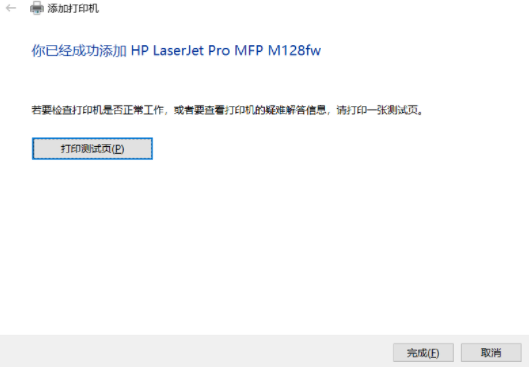 添加打印机
你已经成功添加 HP LaserJet Pro MFP M128fw
若要检查打印机是否正常工作，或者要查看打印机的疑难解答信息，请打印一张测试页。
打印测试页(P)
完成(F) 取消